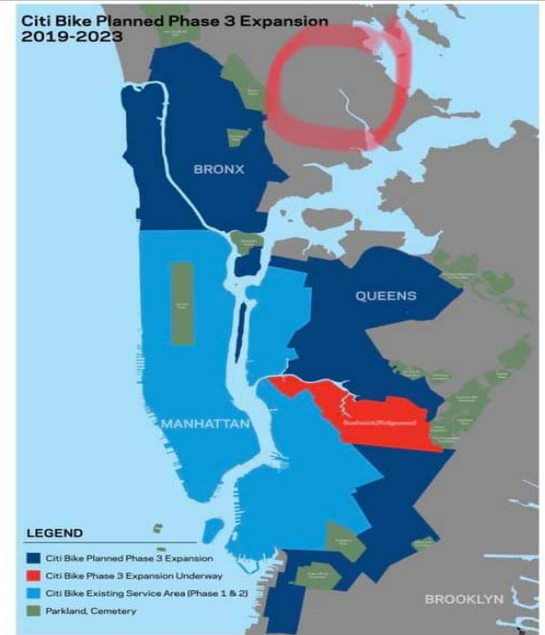 Citi Bike Planned Phase 3 Expansion
2019-2023
BRONX
QUEENS
MANHATTAN
Bushwick/Ridgewood
LEGEND
Citi Bike Planned Phase 3 Expansion
Citi Bike Phase 3 Expansion Underway
Citi Bike Existing Service Area (Phase 1 & 2)
Parkland, Cemetery
BROOKLYN